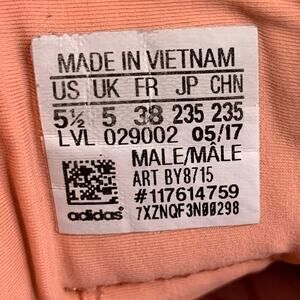 MADE IN VIETNAM
US UK FR JP CHN
5½ 5 38 235 235
LVL 029002 05/17
MALE/MÂLE
ART BY8715
#117614759
adidas 7XZNQF3N00298